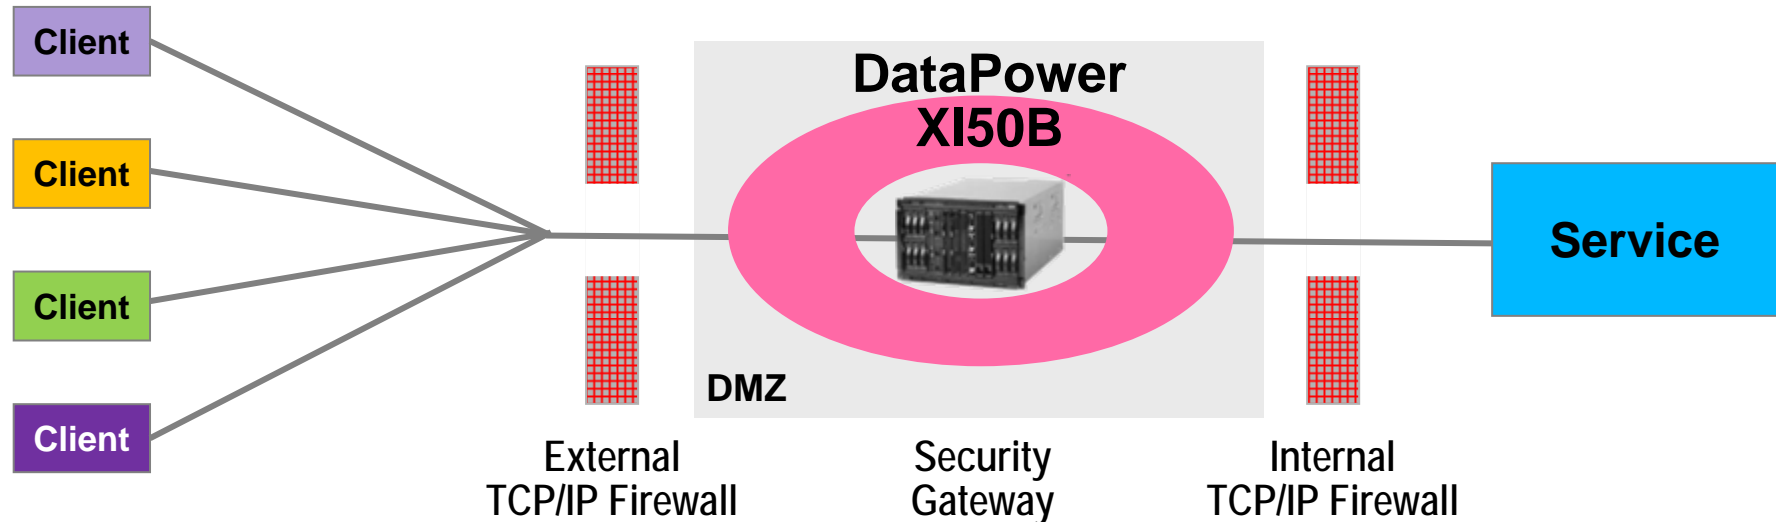 Client
Client
Client
Client
DataPower
XI50B
DMZ
External
TCP/IP Firewall
Security
Gateway
Internal
TCP/IP Firewall
Service